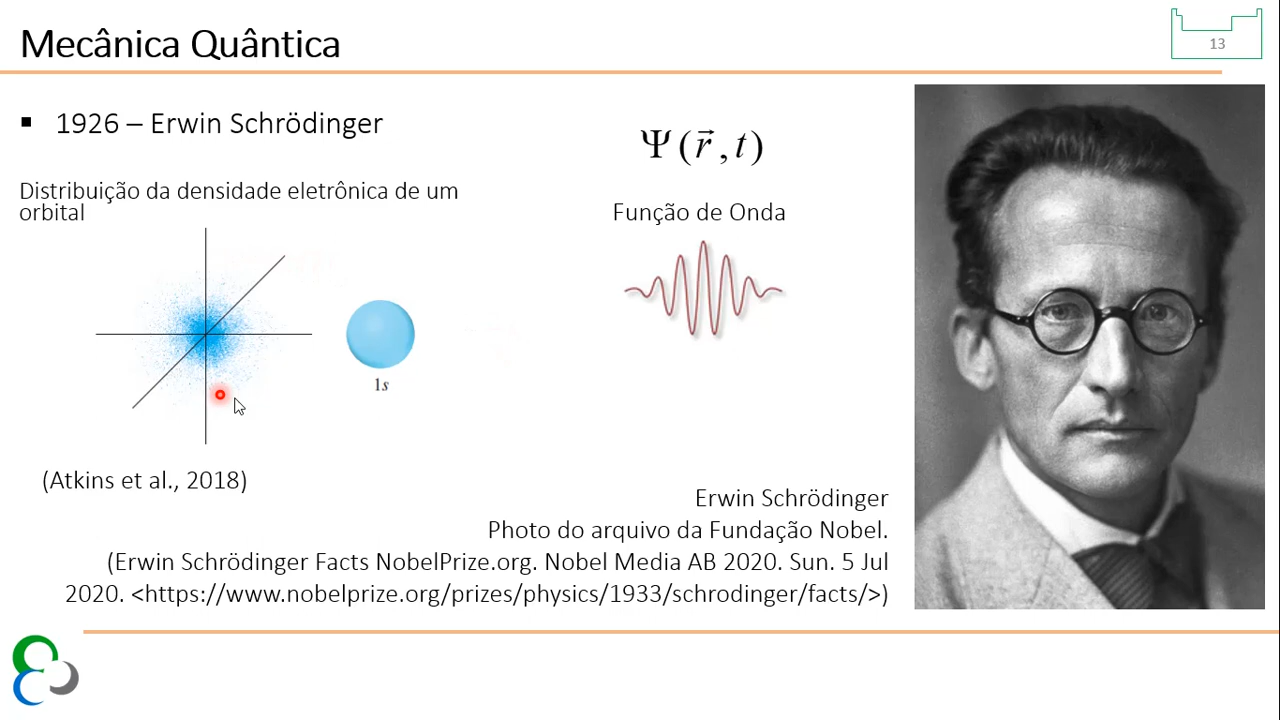 Mecânica Quântica
13
▪ 1926 – Erwin Schrödinger
Distribuição da densidade eletrônica de um
orbital
1s
(Atkins et al., 2018)
Ψ(r⃗,t)
Função de Onda
Erwin Schrödinger
Photo do arquivo da Fundação Nobel.
(Erwin Schrödinger Facts NobelPrize.org. Nobel Media AB 2020. Sun. 5 Jul
2020. <https://www.nobelprize.org/prizes/physics/1933/schrodinger/facts/>)